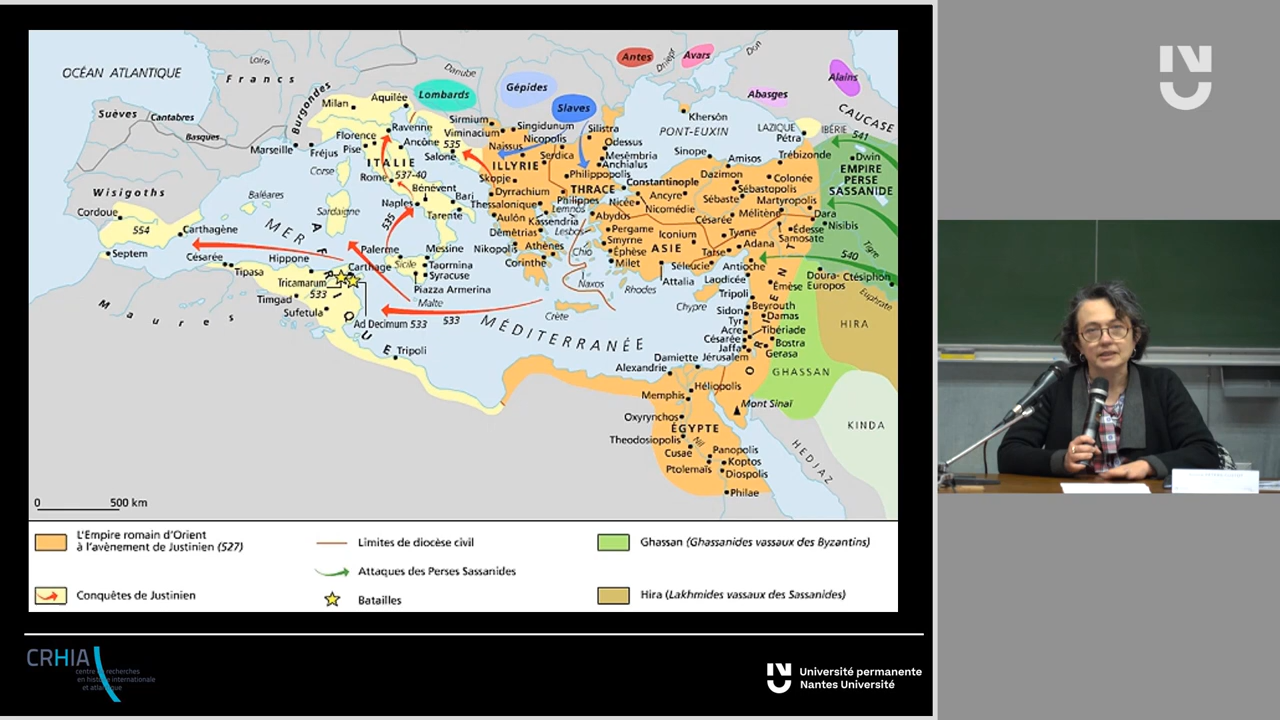 OCÉAN ATLANTIQUE
Loire
Francs
Burgondes
Danube
Antes
Dniepr
Avars
Don
Alains
Lombards
Gépides
Slaves
Abasges
CAUCASE
Suèves
Cantabres
Basques
Wisigoths
Cordoue
554
Carthagène
Septem
Baléares
Marseille
Fréjus
Corse
Sardaigne
Milan
Aquilée
Ravenne
Florence
Pise
Ancône
535
Salone
ITALIE
537-40
Rome
Bénévent
Bari
Naples
Tarente
535
Palerme
Messine
Sicile
Taormina
Syracuse
Piazza Armerina
Malte
Sirmium
Singidunum
Viminacium
Nicopolis
Silistra
Naissus
Odessus
Serdica
Mesêmbria
Anchialus
ILLYRIE
Skopje
Philippopolis
THRACE
Constantinople
Dyrrachium
Philippes
Nicée
Nicomédie
Thessalonique
Lemnos
Abydos
Aulón
Kassendria
Lesbos
Pergame
Démétrias
Smyrne
Nikopolis
Athènes
Chio
Éphèse
Corinthe
Milet
Naxos
Rhodes
Crète
Khersôn
PONT-EUXIN
LAZIQUE
IBÉRIE
541
Pétra
Sinope
Amisos
Trébizonde
Dwin
EMPIRE
PERSE
SASSANIDE
Dazimon
Colonée
Ancyre
Sébastopolis
Sébaste
Martyropolis
Césarée
Mélitène
Dara
Nisibis
Iconium
Tyane
Édesse
Samosate
ASIE
Adana
Tarse
Tigre
540
Séleucie
Antioche
Doura-
Europos
Ctésiphon
Attalia
Laodicée
Émèse
Euphrate
Chypre
Tripoli
Beyrouth
Sidon
Damas
Tyr
Acre
Tibériade
HIRA
Césarée
Bostra
Jaffa
Gerasa
Damiette
Jérusalem
GHASSAN
ORIENT
Alexandrie
Héliopolis
Memphis
Mont Sinaï
KINDA
Oxyrynchos
ÉGYPTE
Theodosiopolis
Nil
HEDJAZ
Cusae
Panopolis
Koptos
Ptolemaïs
Diospolis
Philae
MER
MÉDITERRANÉE
AFRIQUE
Césarée
Tipasa
Hippone
Carthage
Tricamarum
533
Timgad
Sufetula
Ad Decimum 533
533
Maures
Tripoli
0 500 km
L'Empire romain d'Orient
à l'avènement de Justinien (527)
Conquêtes de Justinien
Limites de diocèse civil
Attaques des Perses Sassanides
Batailles
Ghassan (Ghassanides vassaux des Byzantins)
Hira (Lakhmides vassaux des Sassanides)
CRHIA
centre de recherches
en histoire internationale
et atlantique
Université permanente
Nantes Université